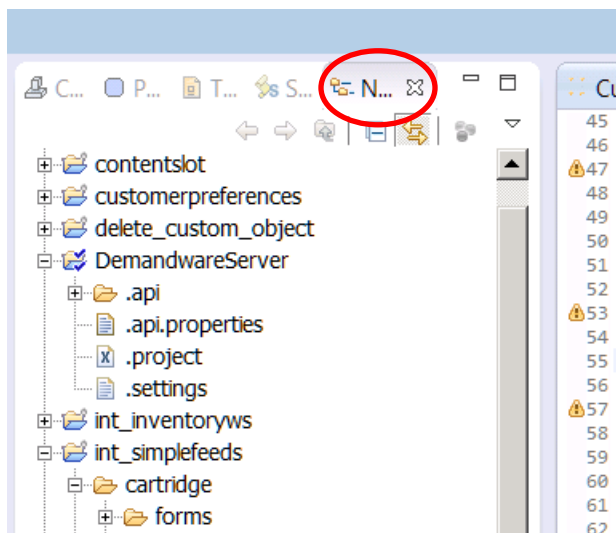 C... P... T... S... N...
Cu
contentslot
customerpreferences
delete_custom_object
DemandwareServer
.api
.api.properties
x .project
.settings
int_inventoryws
int_simplefeeds
cartridge
forms
45
46
47
48
49
50
51
52
53
54
55
56
57
58
59
60
61
62